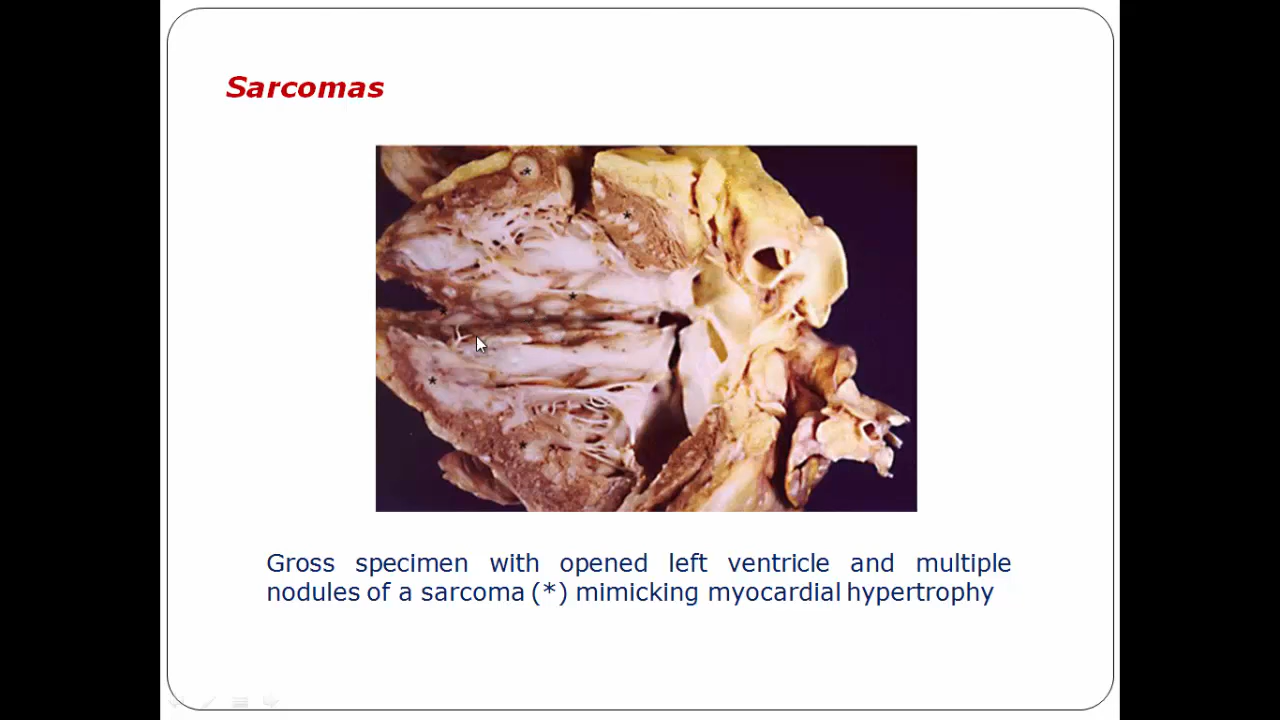 Sarcomas
Gross specimen with opened left ventricle and multiple
nodules of a sarcoma (*) mimicking myocardial hypertrophy